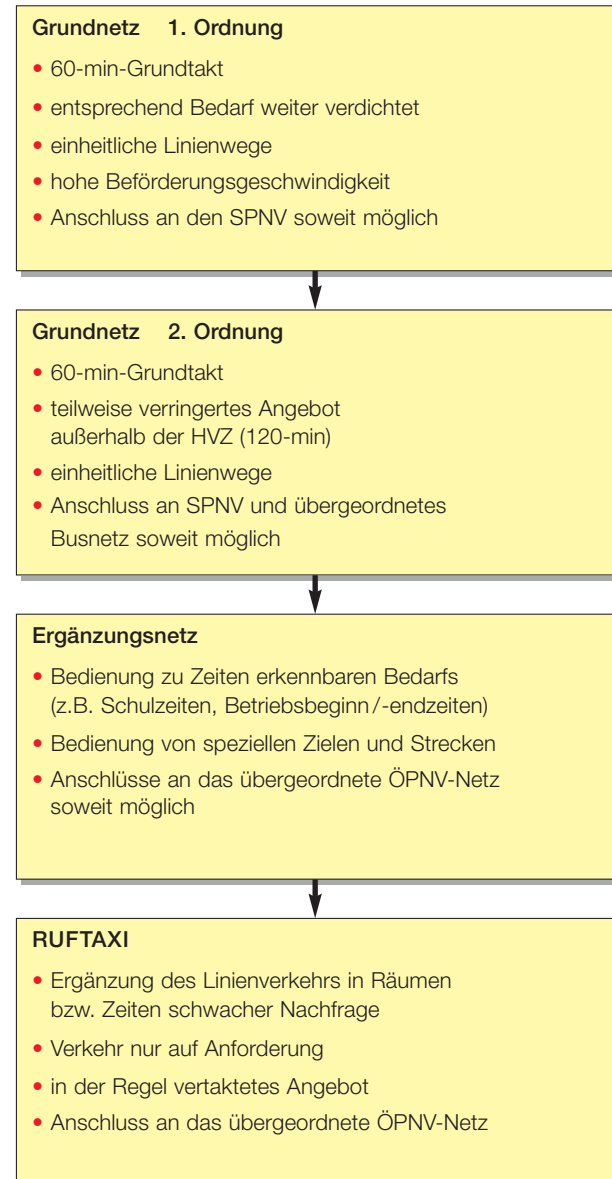 Grundnetz 1. Ordnung
• 60-min-Grundtakt
• entsprechend Bedarf weiter verdichtet
• einheitliche Linienwege
• hohe Beförderungsgeschwindigkeit
• Anschluss an den SPNV soweit möglich
Grundnetz 2. Ordnung
• 60-min-Grundtakt
• teilweise verringertes Angebot
außerhalb der HVZ (120-min)
• einheitliche Linienwege
• Anschluss an SPNV und übergeordnetes
Busnetz soweit möglich
Ergänzungsnetz
• Bedienung zu Zeiten erkennbaren Bedarfs
(z.B. Schulzeiten, Betriebsbeginn/-endzeiten)
• Bedienung von speziellen Zielen und Strecken
• Anschlüsse an das übergeordnete ÖPNV-Netz
soweit möglich
RUFTAXI
• Ergänzung des Linienverkehrs in Räumen
bzw. Zeiten schwacher Nachfrage
• Verkehr nur auf Anforderung
• in der Regel vertaktetes Angebot
• Anschluss an das übergeordnete ÖPNV-Netz